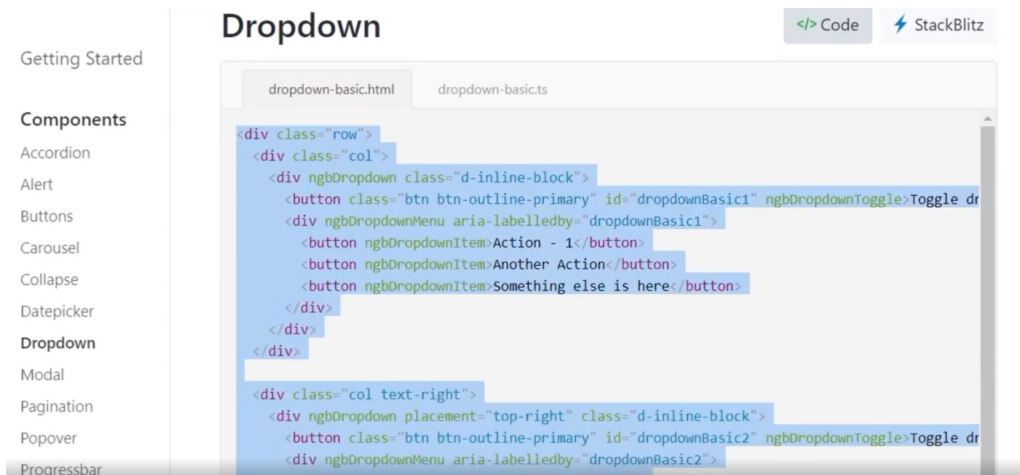 Dropdown
</> Code
StackBlitz
Getting Started
Components
Accordion
Alert
Buttons
Carousel
Collapse
Datepicker
Dropdown
Modal
Pagination
Popover
Progressbar
dropdown-basic.html
dropdown-basic.ts
<div class="row">
  <div class="col">
    <div ngbDropdown class="d-inline-block">
      <button class="btn btn-outline-primary" id="dropdownBasic1" ngbDropdownToggle>Toggle dr
      <div ngbDropdownMenu aria-labelledby="dropdownBasic1">
        <button ngbDropdownItem>Action - 1</button>
        <button ngbDropdownItem>Another Action</button>
        <button ngbDropdownItem>Something else is here</button>
      </div>
    </div>
  </div>
  <div class="col text-right">
    <div ngbDropdown placement="top-right" class="d-inline-block">
      <button class="btn btn-outline-primary" id="dropdownBasic2" ngbDropdownToggle>Toggle dr
      <div ngbDropdownMenu aria-labelledby="dropdownBasic2">